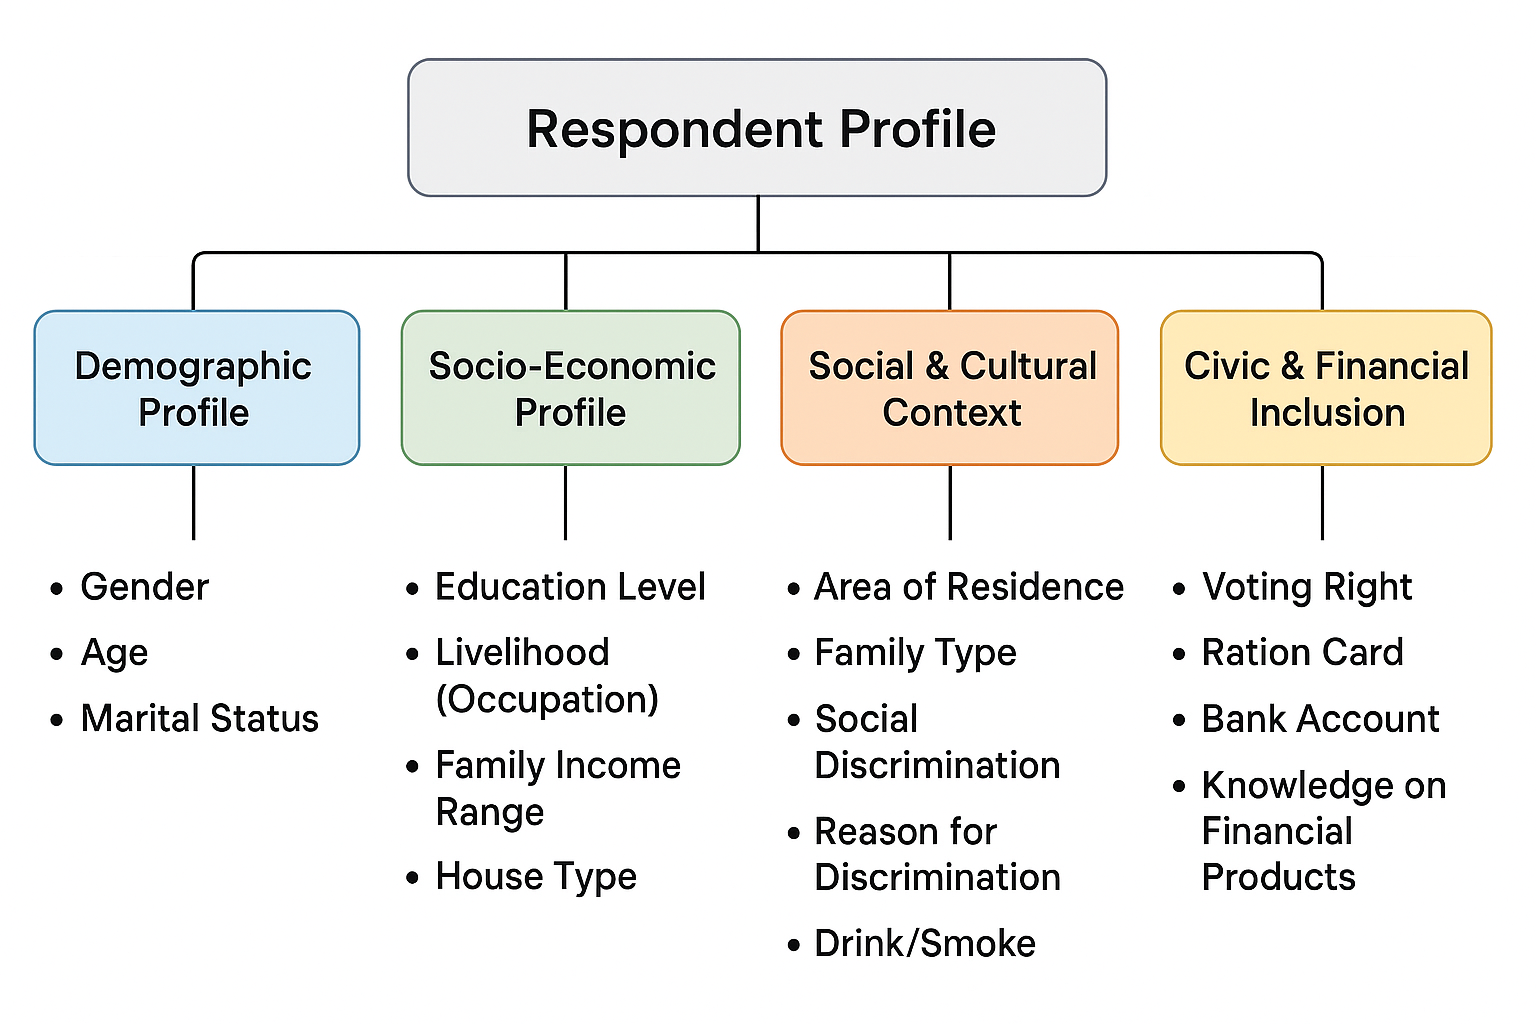 Respondent Profile
Demographic
Profile
Socio-Economic
Profile
Social & Cultural
Context
Civic & Financial
Inclusion
• Gender
• Age
• Marital Status
• Education Level
• Livelihood
(Occupation)
• Family Income
Range
• House Type
• Area of Residence
• Family Type
• Social
Discrimination
• Reason for
Discrimination
• Drink/Smoke
• Voting Right
• Ration Card
• Bank Account
• Knowledge on
Financial
Products